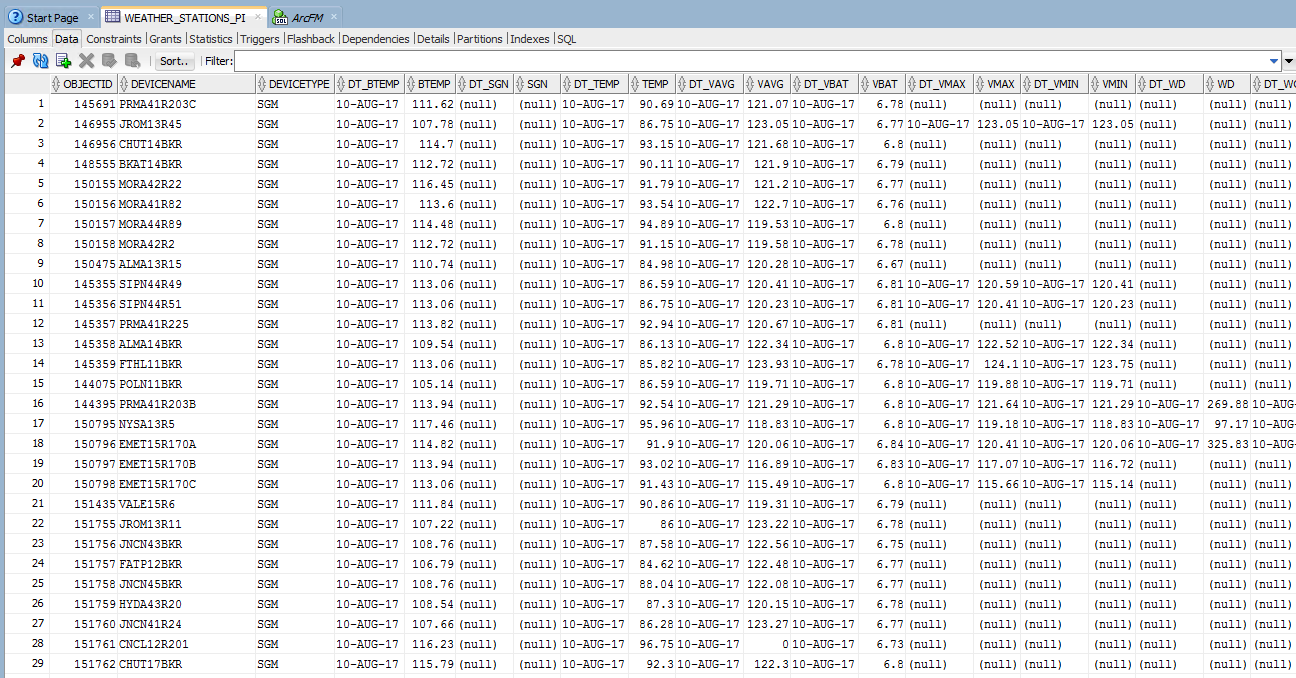 Start Page WEATHER_STATIONS_PI ArcFM
Columns Data Constraints Grants Statistics Triggers Flashback Dependencies Details Partitions Indexes SQL
Sort.. Filter:
OBJECTID DEVICENAME DEVICETYPE DT_BTEMP BTEMP DT_SGN SGN DT_TEMP TEMP DT_VAVG VAVG DT_VBAT VBAT DT_VMAX VMAX DT_VMIN VMIN DT_WD WD DT_WG
1 145691 PRMA41R203C SGM 10-AUG-17 111.62 (null) (null) 10-AUG-17 90.69 10-AUG-17 121.07 10-AUG-17 6.78 (null) (null) (null) (null) (null) (null) (null)
2 146955 JROM13R45 SGM 10-AUG-17 107.78 (null) (null) 10-AUG-17 86.75 10-AUG-17 123.05 10-AUG-17 6.77 10-AUG-17 123.05 10-AUG-17 123.05 (null) (null) (null)
3 146956 CHUT14BKR SGM 10-AUG-17 114.7 (null) (null) 10-AUG-17 93.15 10-AUG-17 121.68 10-AUG-17 6.8 (null) (null) (null) (null) (null) (null) (null)
4 148555 BKAT14BKR SGM 10-AUG-17 112.72 (null) (null) 10-AUG-17 90.11 10-AUG-17 121.9 10-AUG-17 6.79 (null) (null) (null) (null) (null) (null) (null)
5 150155 MORA42R22 SGM 10-AUG-17 116.45 (null) (null) 10-AUG-17 91.79 10-AUG-17 121.2 10-AUG-17 6.77 (null) (null) (null) (null) (null) (null) (null)
6 150156 MORA41R82 SGM 10-AUG-17 113.6 (null) (null) 10-AUG-17 93.54 10-AUG-17 122.7 10-AUG-17 6.76 (null) (null) (null) (null) (null) (null) (null)
7 150157 MORA44R89 SGM 10-AUG-17 114.48 (null) (null) 10-AUG-17 94.89 10-AUG-17 119.53 10-AUG-17 6.8 (null) (null) (null) (null) (null) (null) (null)
8 150158 MORA42R2 SGM 10-AUG-17 112.72 (null) (null) 10-AUG-17 91.15 10-AUG-17 119.58 10-AUG-17 6.78 (null) (null) (null) (null) (null) (null) (null)
9 150475 ALMA13R15 SGM 10-AUG-17 110.74 (null) (null) 10-AUG-17 84.98 10-AUG-17 120.28 10-AUG-17 6.67 (null) (null) (null) (null) (null) (null) (null)
10 145355 SIPN44R49 SGM 10-AUG-17 113.06 (null) (null) 10-AUG-17 86.59 10-AUG-17 120.41 10-AUG-17 6.81 10-AUG-17 120.59 10-AUG-17 120.41 (null) (null) (null)
11 145356 SIPN44R51 SGM 10-AUG-17 113.06 (null) (null) 10-AUG-17 86.75 10-AUG-17 120.23 10-AUG-17 6.81 10-AUG-17 120.41 10-AUG-17 120.23 (null) (null) (null)
12 145357 PRMA41R225 SGM 10-AUG-17 113.82 (null) (null) 10-AUG-17 92.94 10-AUG-17 120.67 10-AUG-17 6.81 (null) (null) (null) (null) (null) (null) (null)
13 145358 ALMA14BKR SGM 10-AUG-17 109.54 (null) (null) 10-AUG-17 86.13 10-AUG-17 122.34 10-AUG-17 6.8 10-AUG-17 122.52 10-AUG-17 122.34 (null) (null) (null)
14 145359 FTHL11BKR SGM 10-AUG-17 113.06 (null) (null) 10-AUG-17 85.82 10-AUG-17 123.93 10-AUG-17 6.78 10-AUG-17 124.1 10-AUG-17 123.75 (null) (null) (null)
15 144075 POLN11BKR SGM 10-AUG-17 105.14 (null) (null) 10-AUG-17 86.59 10-AUG-17 119.71 10-AUG-17 6.8 10-AUG-17 119.88 10-AUG-17 119.71 (null) (null) (null)
16 144395 PRMA41R203B SGM 10-AUG-17 113.94 (null) (null) 10-AUG-17 92.54 10-AUG-17 121.29 10-AUG-17 6.8 10-AUG-17 121.64 10-AUG-17 121.29 10-AUG-17 269.88 10-AUG
17 150795 NYSA13R5 SGM 10-AUG-17 117.46 (null) (null) 10-AUG-17 95.96 10-AUG-17 118.83 10-AUG-17 6.8 10-AUG-17 119.18 10-AUG-17 118.83 10-AUG-17 97.17 10-AUG
18 150796 EMET15R170A SGM 10-AUG-17 114.82 (null) (null) 10-AUG-17 91.9 10-AUG-17 120.06 10-AUG-17 6.84 10-AUG-17 120.41 10-AUG-17 120.06 10-AUG-17 325.83 10-AUG
19 150797 EMET15R170B SGM 10-AUG-17 113.94 (null) (null) 10-AUG-17 93.02 10-AUG-17 116.89 10-AUG-17 6.83 10-AUG-17 117.07 10-AUG-17 116.72 (null) (null) (null)
20 150798 EMET15R170C SGM 10-AUG-17 113.06 (null) (null) 10-AUG-17 91.43 10-AUG-17 115.49 10-AUG-17 6.8 10-AUG-17 115.66 10-AUG-17 115.14 (null) (null) (null)
21 151435 VALE15R6 SGM 10-AUG-17 111.84 (null) (null) 10-AUG-17 90.86 10-AUG-17 119.31 10-AUG-17 6.79 (null) (null) (null) (null) (null) (null) (null)
22 151755 JROM13R11 SGM 10-AUG-17 107.22 (null) (null) 10-AUG-17 86 10-AUG-17 123.22 10-AUG-17 6.78 (null) (null) (null) (null) (null) (null) (null)
23 151756 JNCN43BKR SGM 10-AUG-17 108.76 (null) (null) 10-AUG-17 87.58 10-AUG-17 122.56 10-AUG-17 6.75 (null) (null) (null) (null) (null) (null) (null)
24 151757 FATP12BKR SGM 10-AUG-17 106.79 (null) (null) 10-AUG-17 84.62 10-AUG-17 122.48 10-AUG-17 6.77 (null) (null) (null) (null) (null) (null) (null)
25 151758 JNCN45BKR SGM 10-AUG-17 108.76 (null) (null) 10-AUG-17 88.04 10-AUG-17 122.08 10-AUG-17 6.77 (null) (null) (null) (null) (null) (null) (null)
26 151759 HYDA43R20 SGM 10-AUG-17 108.54 (null) (null) 10-AUG-17 87.3 10-AUG-17 120.15 10-AUG-17 6.78 (null) (null) (null) (null) (null) (null) (null)
27 151760 JNCN41R24 SGM 10-AUG-17 107.66 (null) (null) 10-AUG-17 86.28 10-AUG-17 123.27 10-AUG-17 6.77 (null) (null) (null) (null) (null) (null) (null)
28 151761 CNCL12R201 SGM 10-AUG-17 116.23 (null) (null) 10-AUG-17 96.75 10-AUG-17 0 10-AUG-17 6.73 (null) (null) (null) (null) (null) (null) (null)
29 151762 CHUT17BKR SGM 10-AUG-17 115.79 (null) (null) 10-AUG-17 92.3 10-AUG-17 122.3 10-AUG-17 6.8 (null) (null) (null) (null) (null) (null) (null)